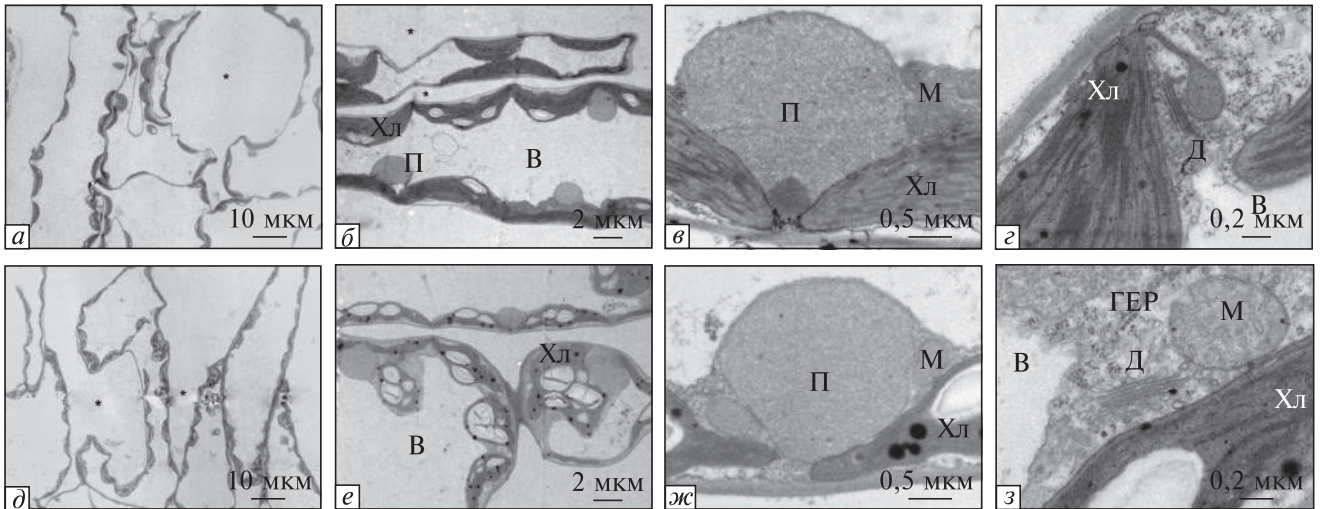 *
10 мкм
а
*
*
Хл
П
В
2 мкм
б
П
М
Хл
0,5 мкм
в
Хл
Д
В
0,2 мкм
г
*
*
10 мкм
д
Хл
В
2 мкм
е
П
М
Хл
0,5 мкм
ж
ГЕР
М
В
Д
Хл
0,2 мкм
з